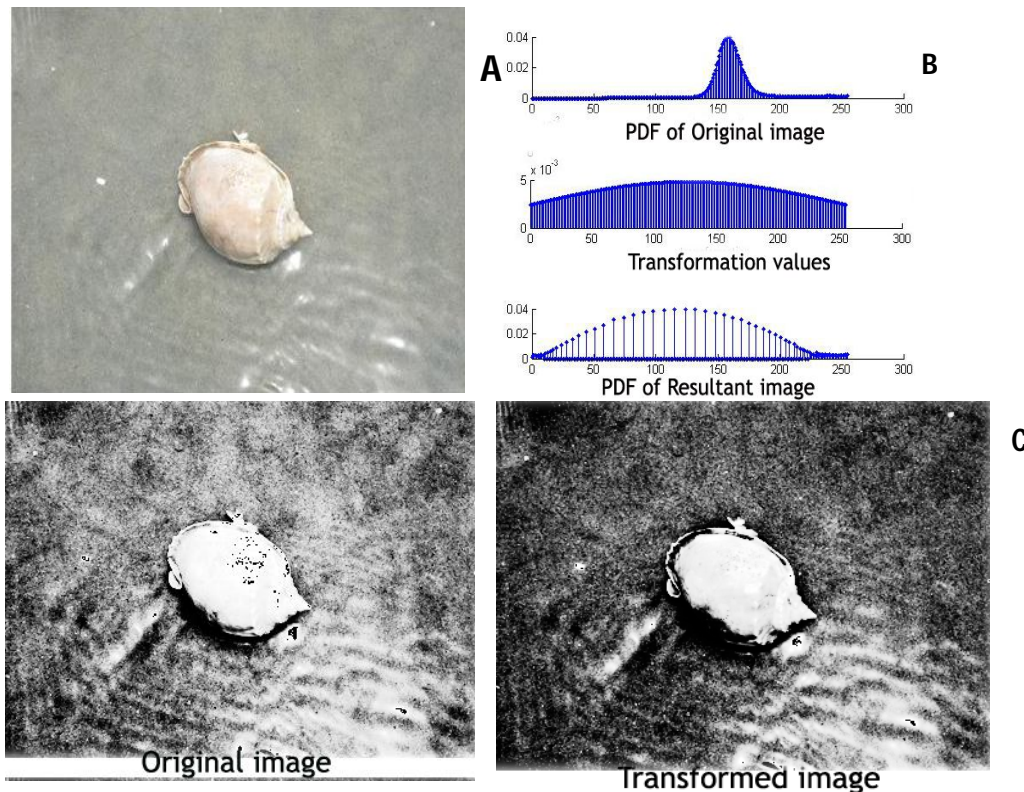 A
B
0.04
0.02
0
0 50 100 150 200 250 300
PDF of Original image
x 10^-3
5
0
0 50 100 150 200 250 300
Transformation values
0.04
0.02
0
0 50 100 150 200 250 300
PDF of Resultant image
C
Original image
Transformed image